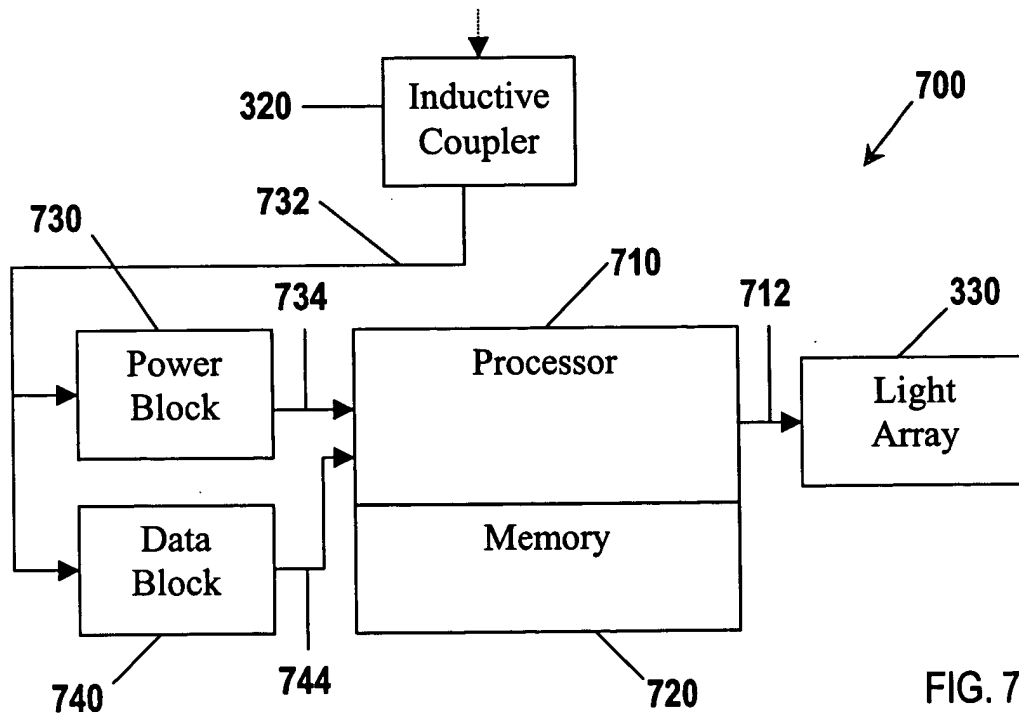 320
Inductive
Coupler
700
732
730
734
710
712
330
Power
Block
Processor
Light
Array
Data
Block
Memory
740
744
720
FIG. 7